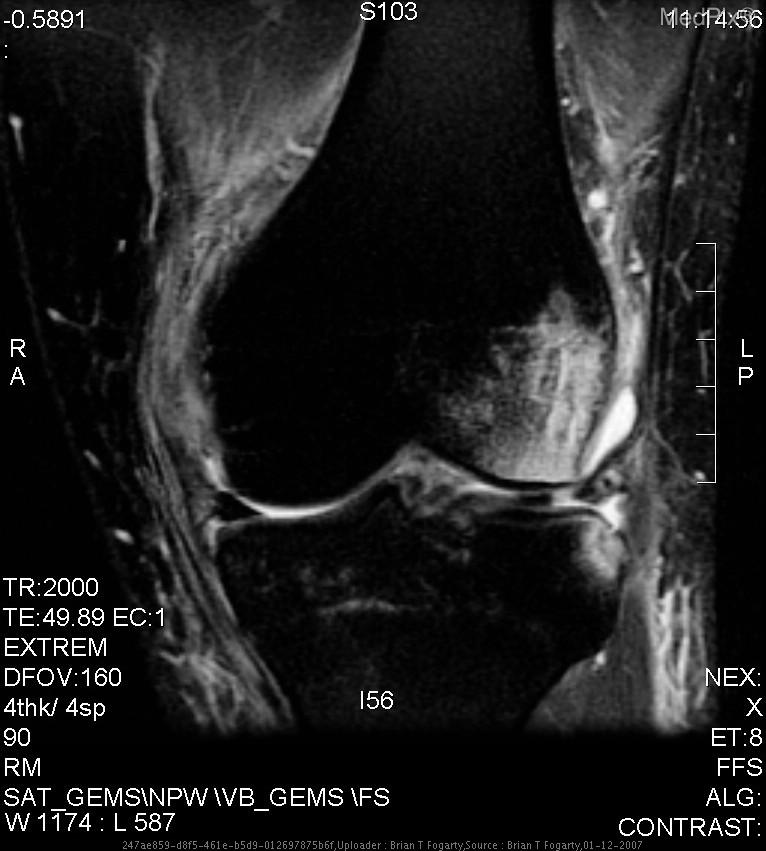 -0.5891 S103 11:14:56
MedPix®
:
R L
A P
TR:2000
TE:49.89 EC:1
EXTREM
DFOV:160
4thk/ 4sp I56 NEX:
X
90 ET:8
RM FFS
SAT_GEMS\NPW \VB_GEMS \FS ALG:
W 1174 : L 587 CONTRAST:
247ae859-d8f5-461e-b5d9-012697875b6f,Uploader : Brian T Fogarty,Source : Brian T Fogarty,01-12-2007